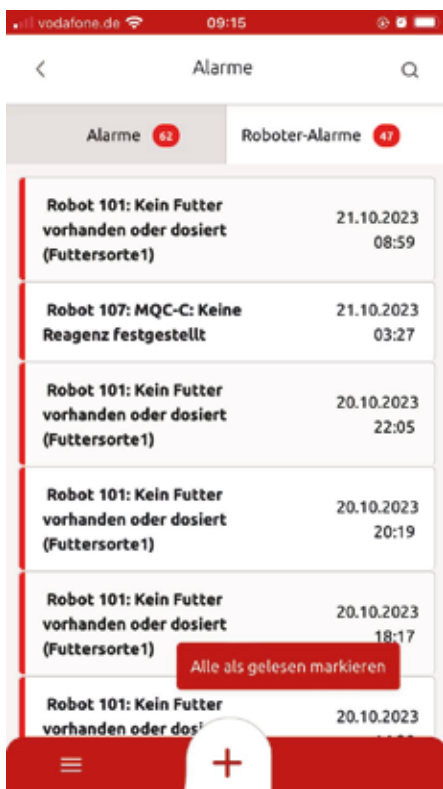 vodafone.de 09:15
Alarme
Alarme 62 Roboter-Alarme 47
Robot 101: Kein Futter
vorhanden oder dosiert
(Futtersorte1)
21.10.2023
08:59
Robot 107: MQC-C: Keine
Reagenz festgestellt
21.10.2023
03:27
Robot 101: Kein Futter
vorhanden oder dosiert
(Futtersorte1)
20.10.2023
22:05
Robot 101: Kein Futter
vorhanden oder dosiert
(Futtersorte1)
20.10.2023
20:19
Robot 101: Kein Futter
vorhanden oder dosiert
(Futtersorte1)
20.10.2023
18:17
Alle als gelesen markieren
Robot 101: Kein Futter
vorhanden oder
20.10.2023